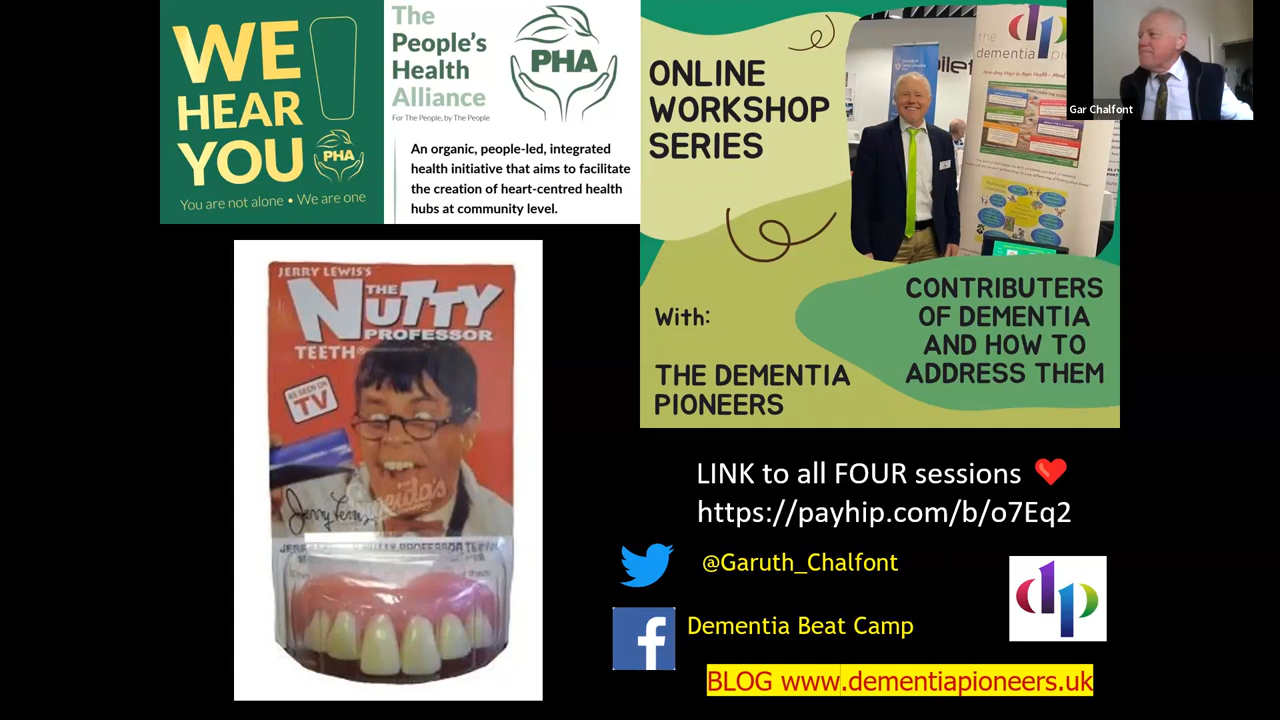 WE
HEAR
YOU
PHA
You are not alone • We are one
The
People's
Health
Alliance
For The People, by The People
PHA
An organic, people-led, integrated
health initiative that aims to facilitate
the creation of heart-centred health
hubs at community level.
ONLINE
WORKSHOP
SERIES
the
dementia
With:
THE DEMENTIA
PIONEERS
CONTRIBUTERS
OF DEMENTIA
AND HOW TO
ADDRESS THEM
Gar Chalfont
JERRY LEWIS'S
THE
NUTTY
PROFESSOR
TEETH
AS SEEN ON
TV
Jerry Lewis
LINK to all FOUR sessions ❤
https://payhip.com/b/o7Eq2
@Garuth_Chalfont
f
Dementia Beat Camp
dp
BLOG www.dementiapioneers.uk